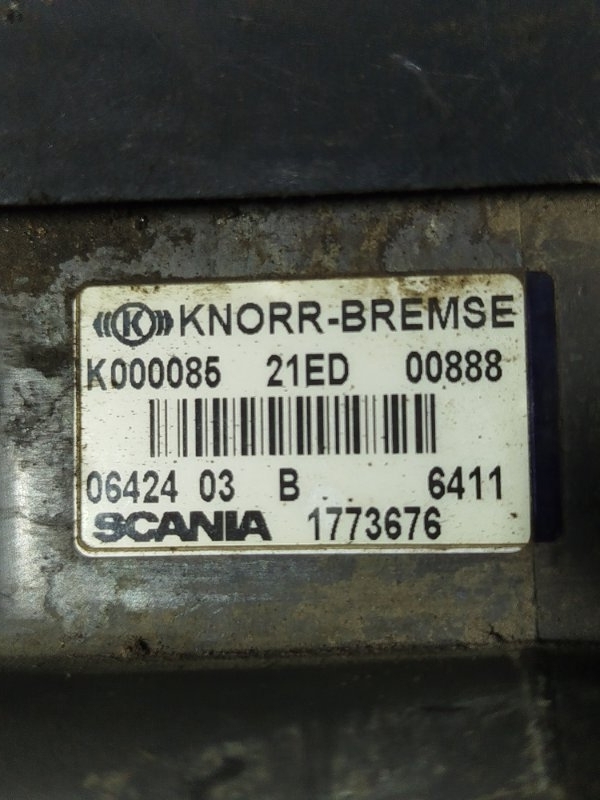 KNORR-BREMSE
K000085 21ED 00888
06424 03 B 6411
SCANIA 1773676